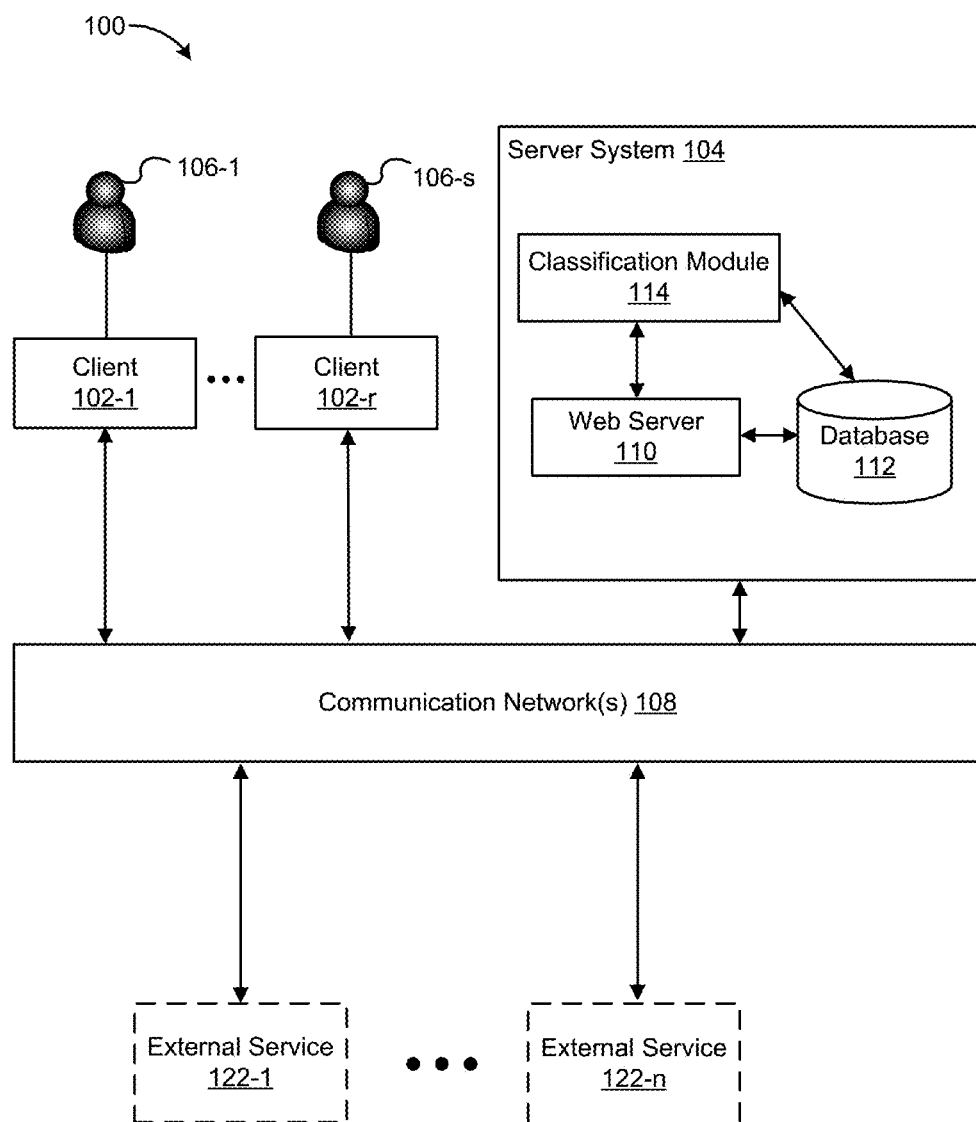 100
106-1
106-s
Server System 104
Classification Module
114
Client
102-1
Client
102-r
Web Server
110
Database
112
Communication Network(s) 108
External Service
122-1
External Service
122-n